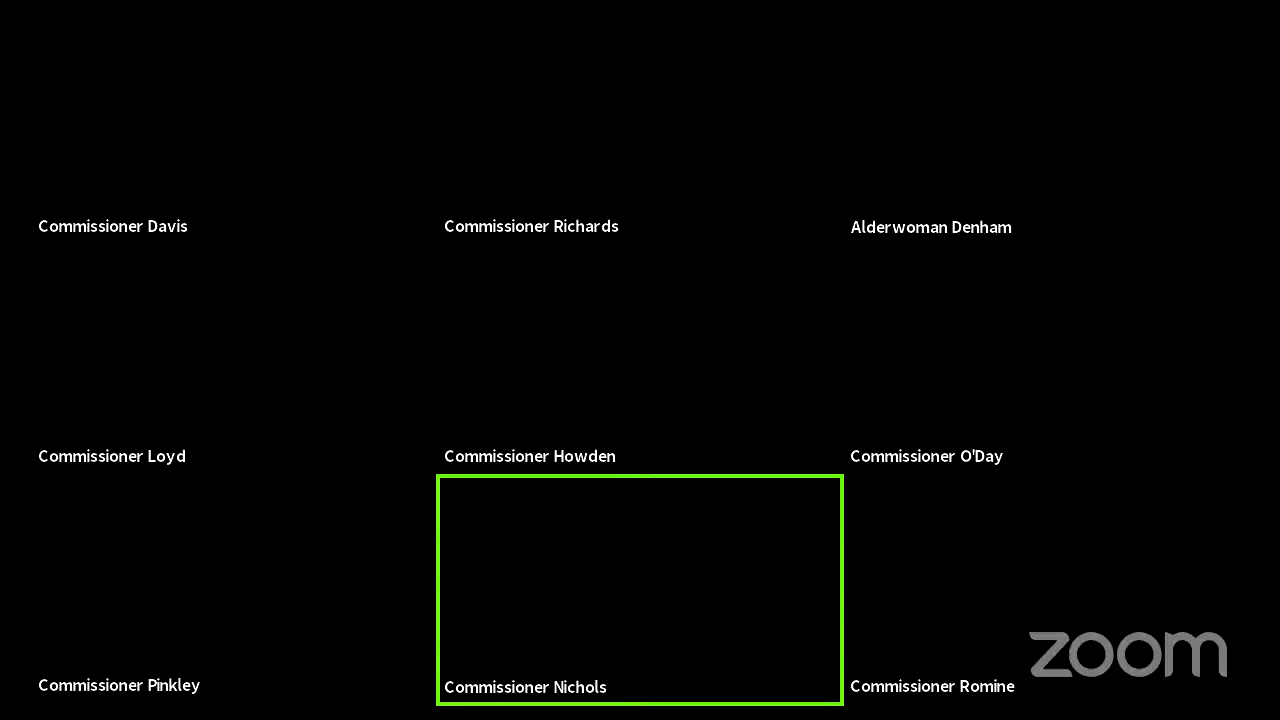 Commissioner Davis
Commissioner Richards
Alderwoman Denham
Commissioner Loyd
Commissioner Howden
Commissioner O'Day
Commissioner Pinkley
Commissioner Nichols
Commissioner Romine
zoom